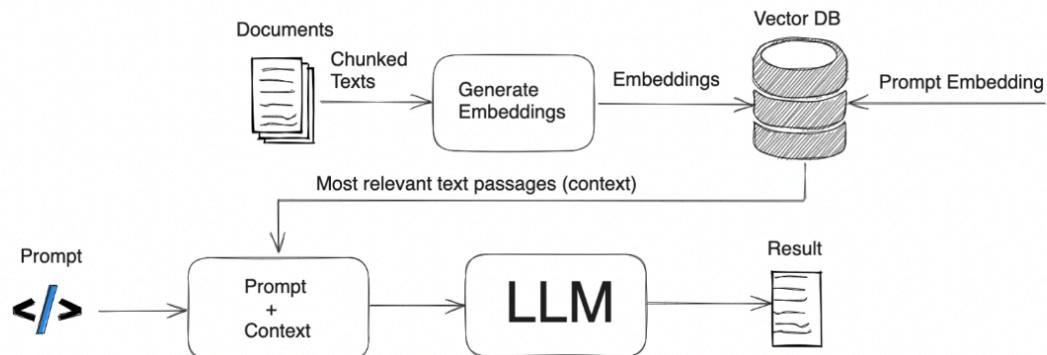 Vector DB
Documents
Chunked
Texts
Generate
Embeddings
Embeddings
Prompt Embedding
Most relevant text passages (context)
Prompt
</>
Prompt
+
Context
LLM
Result